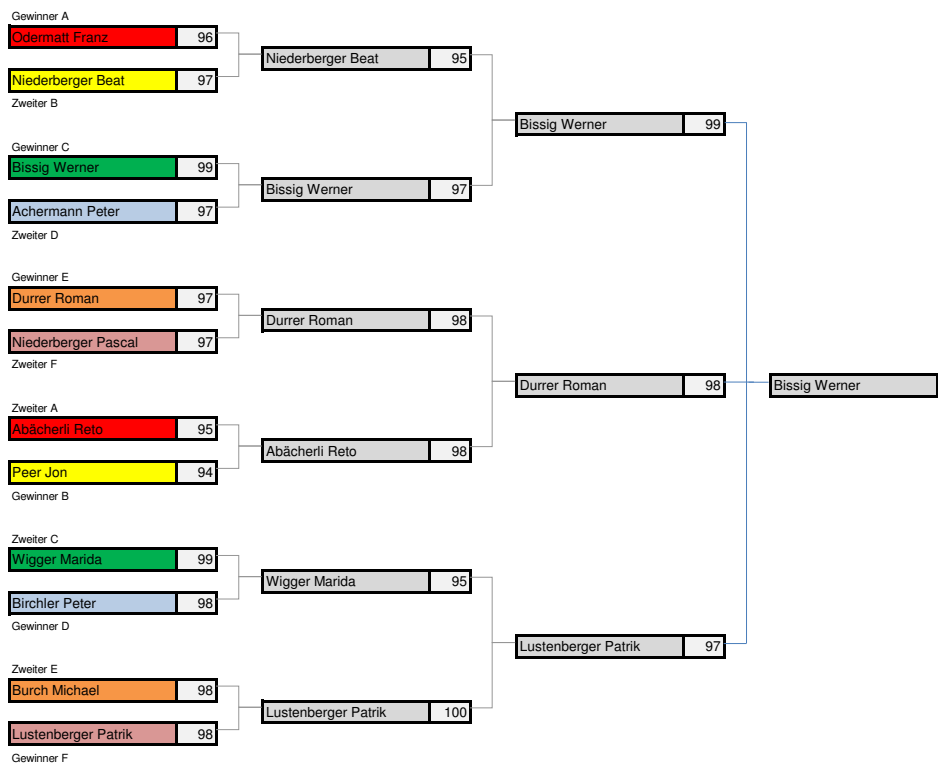 Gewinner A
Odermatt Franz 96
Niederberger Beat 95
Niederberger Beat 97
Zweiter B
Bissig Werner 99
Gewinner C
Bissig Werner 99
Bissig Werner 97
Achermann Peter 97
Zweiter D
Gewinner E
Durrer Roman 97
Durrer Roman 98
Niederberger Pascal 97
Zweiter F
Durrer Roman 98
Bissig Werner
Zweiter A
Abächerli Reto 95
Abächerli Reto 98
Peer Jon 94
Gewinner B
Zweiter C
Wigger Marida 99
Wigger Marida 95
Birchler Peter 98
Gewinner D
Lustenberger Patrik 97
Zweiter E
Burch Michael 98
Lustenberger Patrik 100
Lustenberger Patrik 98
Gewinner F